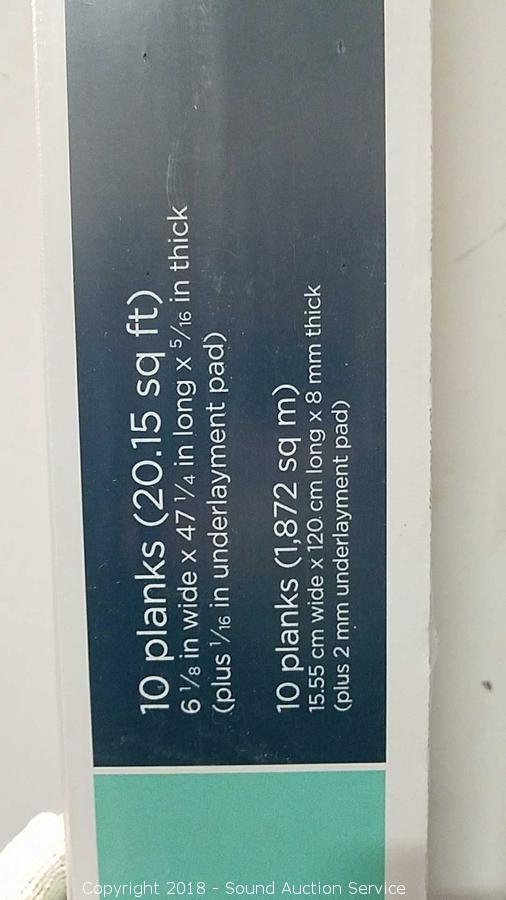 10 planks (20.15 sq ft)
6 1/8 in wide x 47 1/4 in long x 5/16 in thick
(plus 1/16 in underlayment pad)
10 planks (1,872 sq m)
15.55 cm wide x 120 cm long x 8 mm thick
(plus 2 mm underlayment pad)
Copyright 2018 - Sound Auction Service